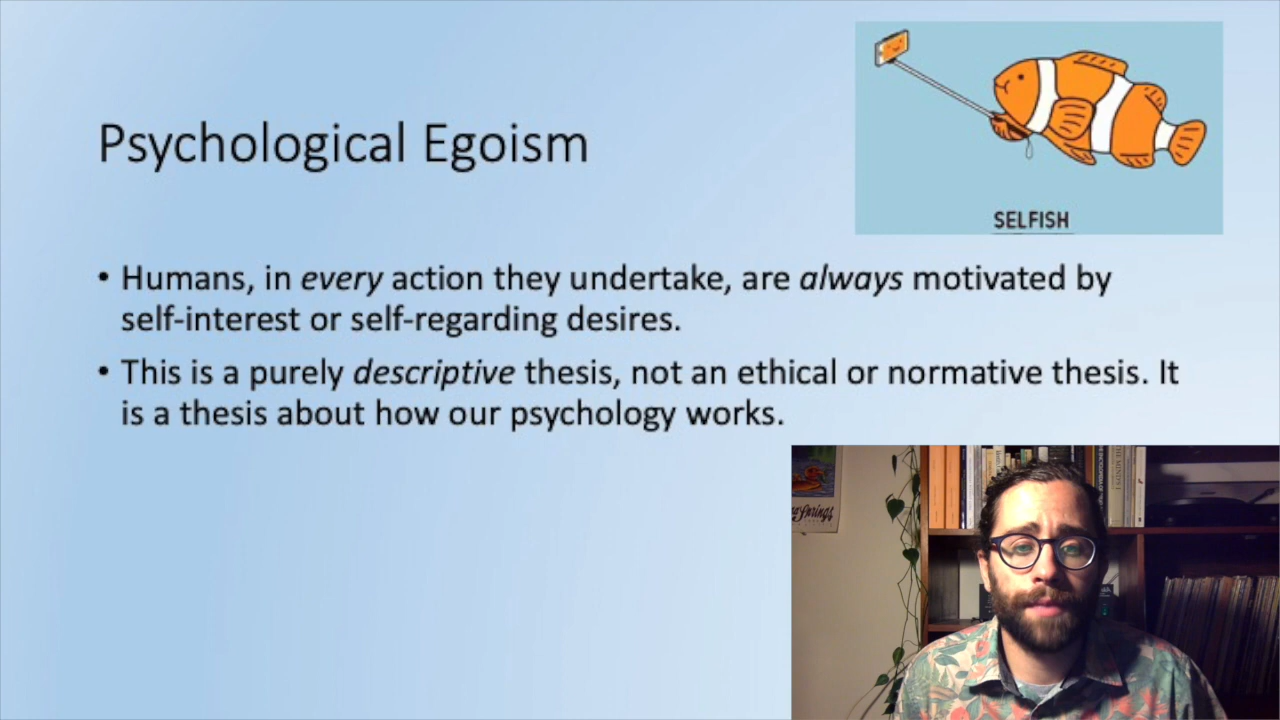 SELFISH
Psychological Egoism
• Humans, in every action they undertake, are always motivated by
self-interest or self-regarding desires.
• This is a purely descriptive thesis, not an ethical or normative thesis. It
is a thesis about how our psychology works.
Springs